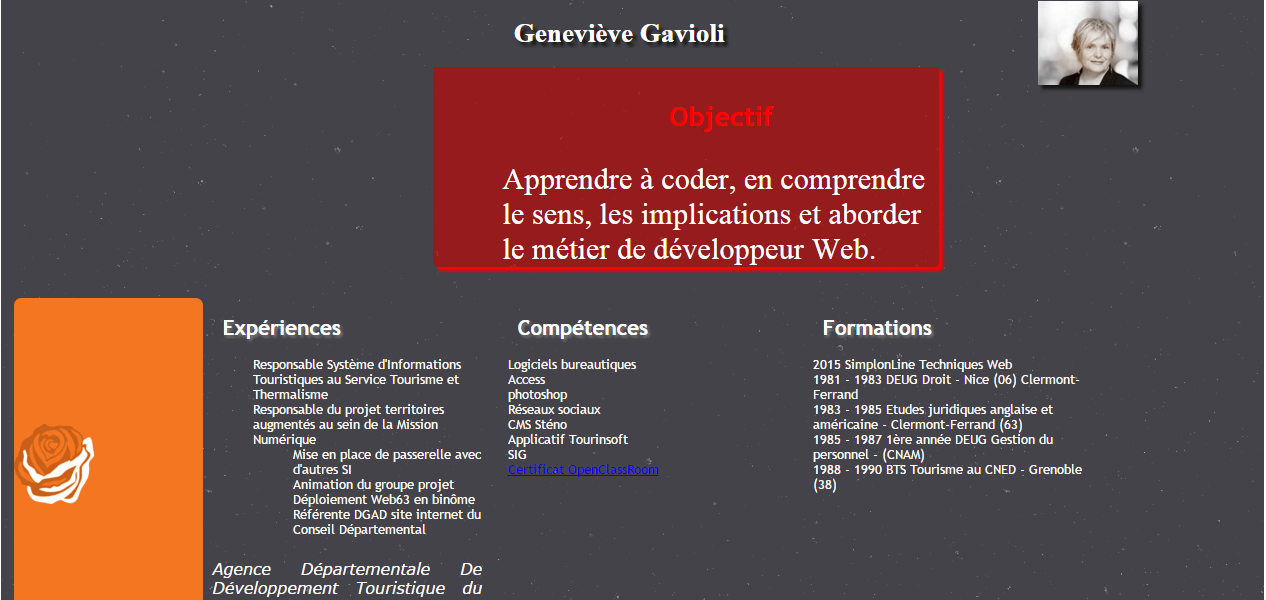 Geneviève Gavioli
Objectif
Apprendre à coder, en comprendre
le sens, les implications et aborder
le métier de développeur Web.
Expériences
Responsable Système d'Informations
Touristiques au Service Tourisme et
Thermalisme
Responsable du projet territoires
augmentés au sein de la Mission
Numérique
Mise en place de passerelle avec
d'autres SI
Animation du groupe projet
Déploiement Web63 en binôme
Référente DGAD site internet du
Conseil Départemental
Agence Départementale De
Développement Touristique du
Compétences
Logiciels bureautiques
Access
photoshop
Réseaux sociaux
CMS Sténo
Applicatif Tourinsoft
SIG
Certificat OpenClassRoom
Formations
2015 SimplonLine Techniques Web
1981 - 1983 DEUG Droit - Nice (06) Clermont-
Ferrand
1983 - 1985 Etudes juridiques anglaise et
américaine - Clermont-Ferrand (63)
1985 - 1987 1ère année DEUG Gestion du
personnel - (CNAM)
1988 - 1990 BTS Tourisme au CNED - Grenoble
(38)